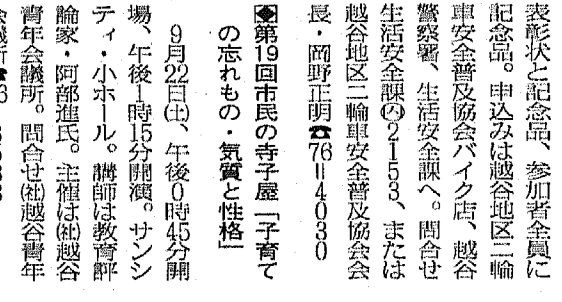 表彰状と記念品、参加者全員に
記念品。申込みは越谷地区二輪
車安全普及協会バイク店、越谷
警察署、生活安全課へ。問合せ
生活安全課㋤2153、または
越谷地区二輪車安全普及協会会
長・岡野正明☎76＝4030
◆第19回市民の寺子屋「子育て
の忘れもの・気質と性格」
9月22日㈯、午後0時45分開
場、午後1時15分開演。サンシ
ティ・小ホール。講師は教育評
論家・阿部進氏。主催は㈳越谷
青年会議所。問合せ㈳越谷青年